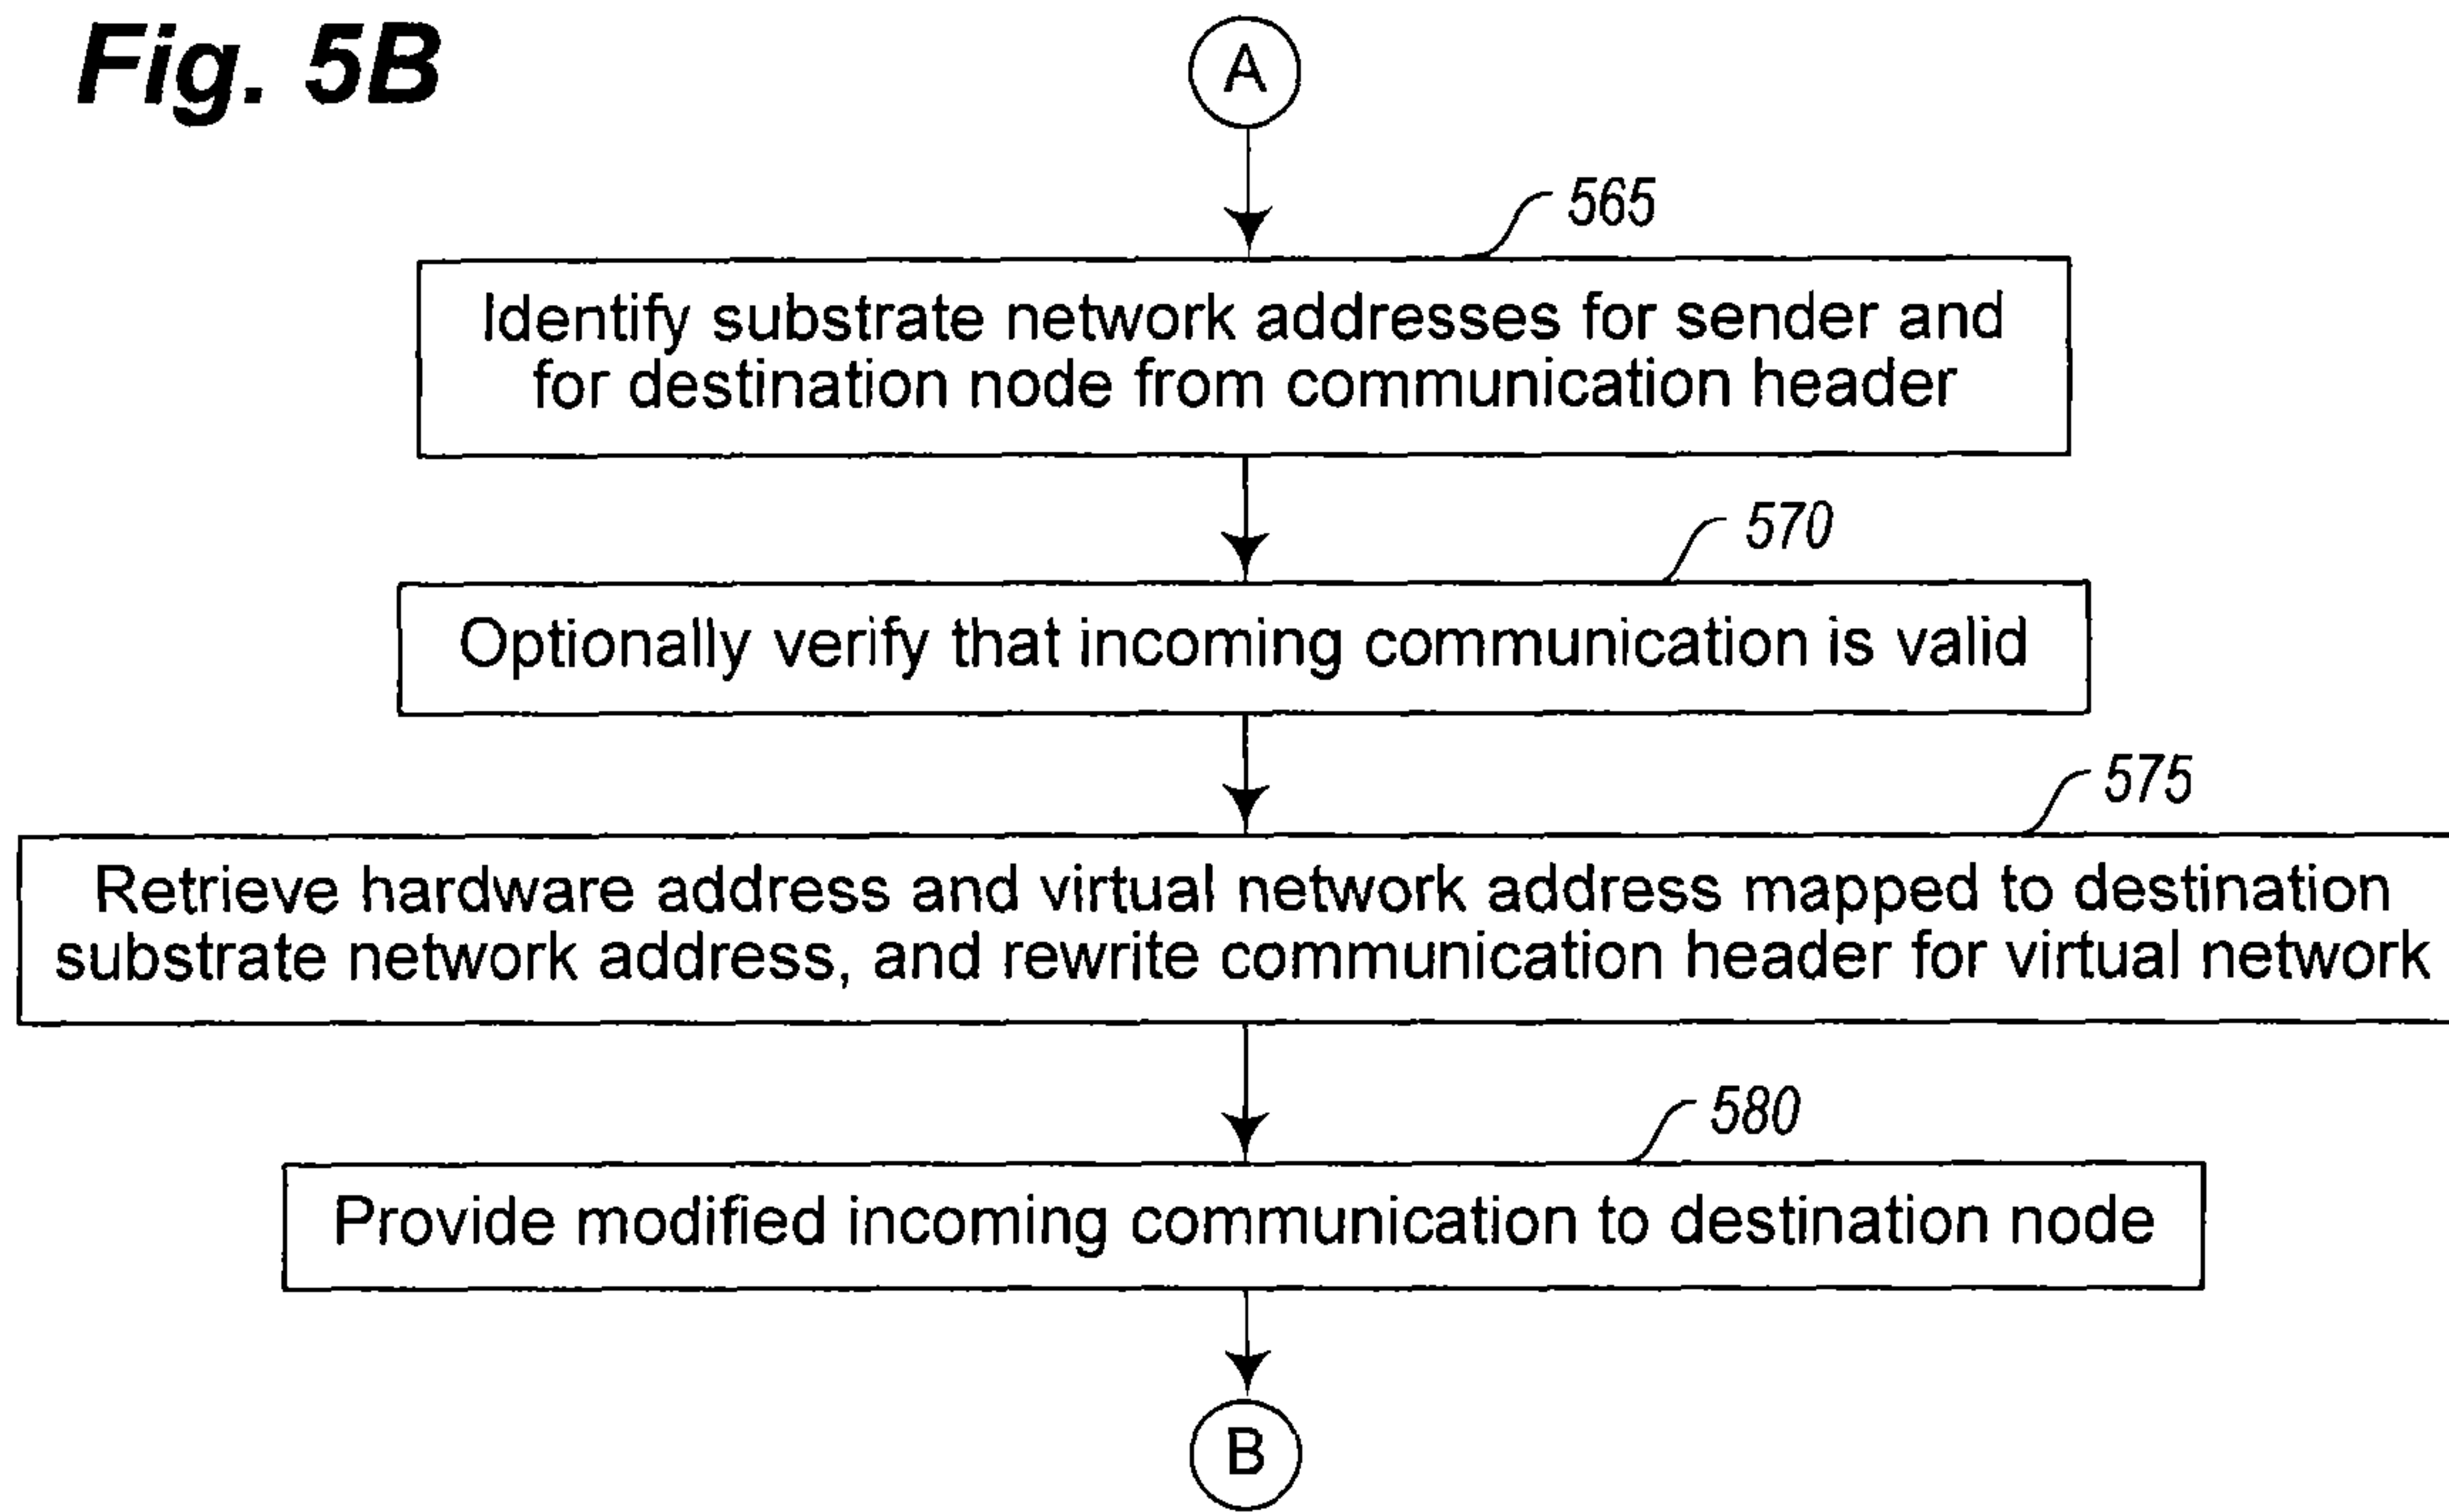 Fig. 5B
A
565
Identify substrate network addresses for sender and
for destination node from communication header
570
Optionally verify that incoming communication is valid
575
Retrieve hardware address and virtual network address mapped to destination
substrate network address, and rewrite communication header for virtual network
580
Provide modified incoming communication to destination node
B